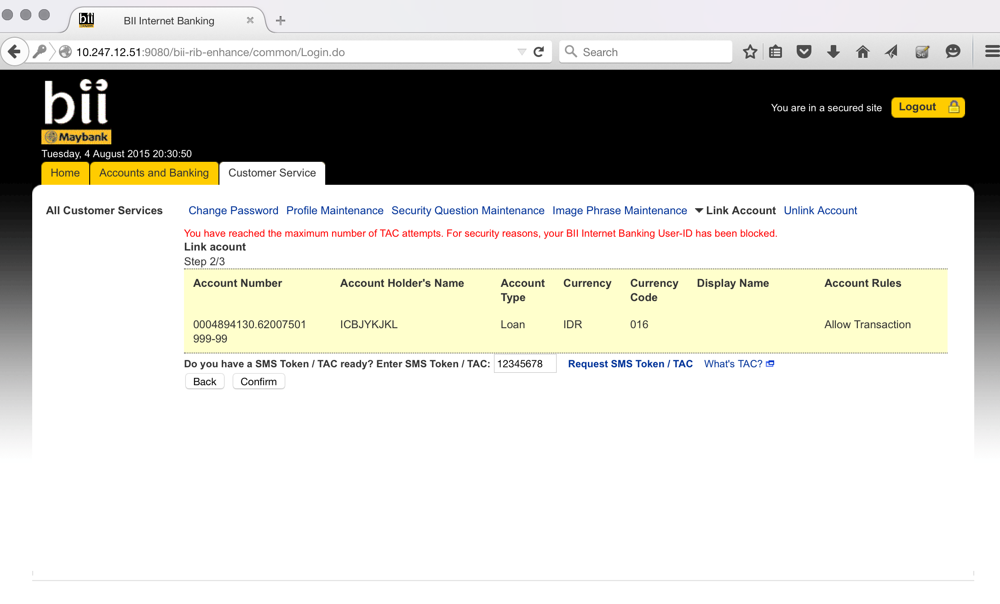 bii
Maybank
BII Internet Banking
10.247.12.51:9080/bii-rib-enhance/common/Login.do
Search
SC
bii
Maybank
You are in a secured site
Logout
Tuesday, 4 August 2015 20:30:50
Home
Accounts and Banking
Customer Service
All Customer Services
Change Password Profile Maintenance Security Question Maintenance Image Phrase Maintenance Link Account Unlink Account
You have reached the maximum number of TAC attempts. For security reasons, your BII Internet Banking User-ID has been blocked.
Link acount
Step 2/3
Account Number Account Holder's Name Account Type Currency Currency Code Display Name Account Rules
0004894130.62007501 ICBJYKJKL Loan IDR 016 Allow Transaction
999-99
Do you have a SMS Token / TAC ready? Enter SMS Token / TAC: 12345678 Request SMS Token / TAC What's TAC?
Back Confirm